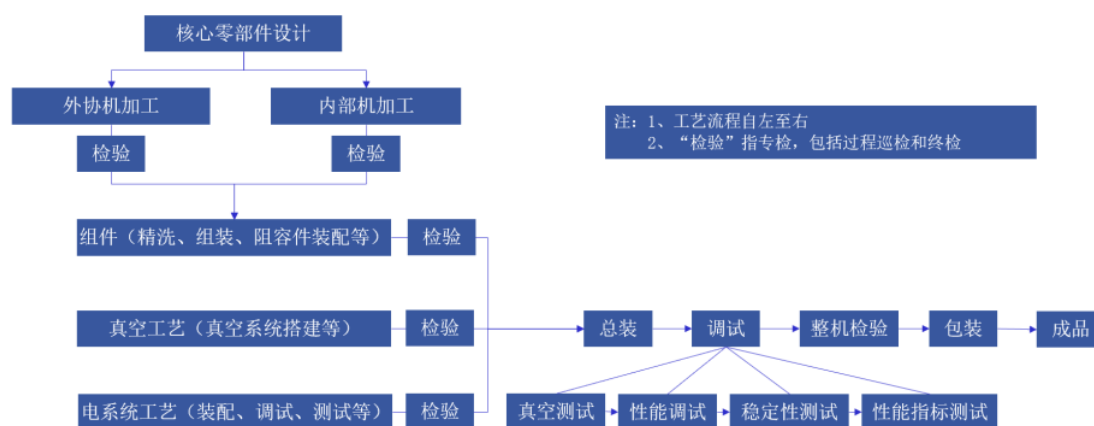 核心零部件设计
外协机加工
内部机加工
注：1、工艺流程自左至右
2、“检验”指专检，包括过程巡检和终检
检验
检验
组件（精洗、组装、阻容件装配等）
检验
真空工艺（真空系统搭建等）
检验
总装
调试
整机检验
包装
成品
电系统工艺（装配、调试、测试等）
检验
真空测试
性能调试
稳定性测试
性能指标测试